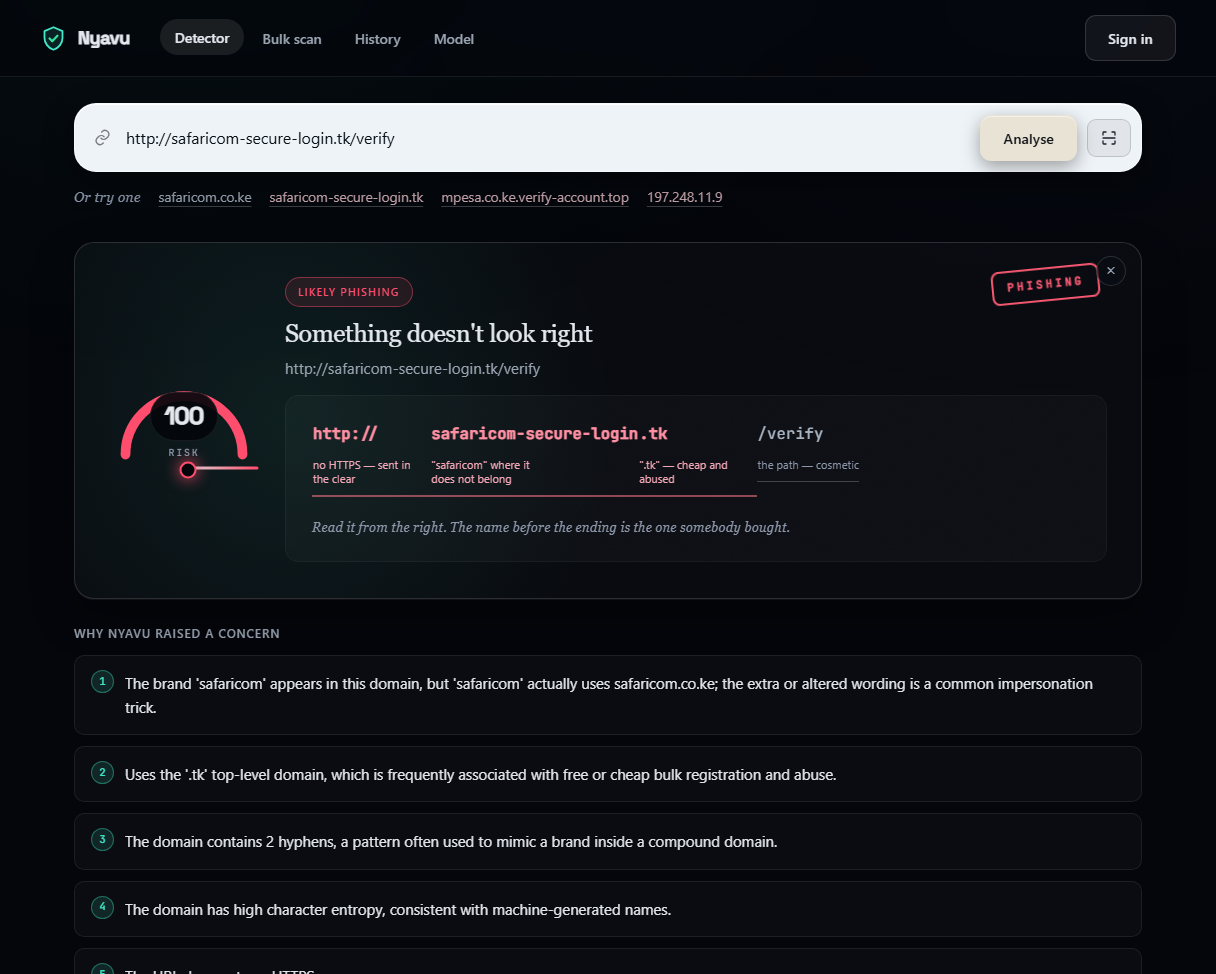 Nyavu
Detector
Bulk scan
History
Model
Sign in
http://safaricom-secure-login.tk/verify
Analyse
Or try one
safaricom.co.ke
safaricom-secure-login.tk
mpesa.co.ke.verify-account.top
197.248.11.9
LIKELY PHISHING
PHISHING
Something doesn't look right
http://safaricom-secure-login.tk/verify
100
RISK
http://
safaricom-secure-login.tk
/verify
no HTTPS — sent in
the clear
"safaricom" where it
does not belong
".tk" — cheap and
abused
the path — cosmetic
Read it from the right. The name before the ending is the one somebody bought.
WHY NYAVU RAISED A CONCERN
1
The brand 'safaricom' appears in this domain, but 'safaricom' actually uses safaricom.co.ke; the extra or altered wording is a common impersonation
trick.
2
Uses the '.tk' top-level domain, which is frequently associated with free or cheap bulk registration and abuse.
3
The domain contains 2 hyphens, a pattern often used to mimic a brand inside a compound domain.
4
The domain has high character entropy, consistent with machine-generated names.
5